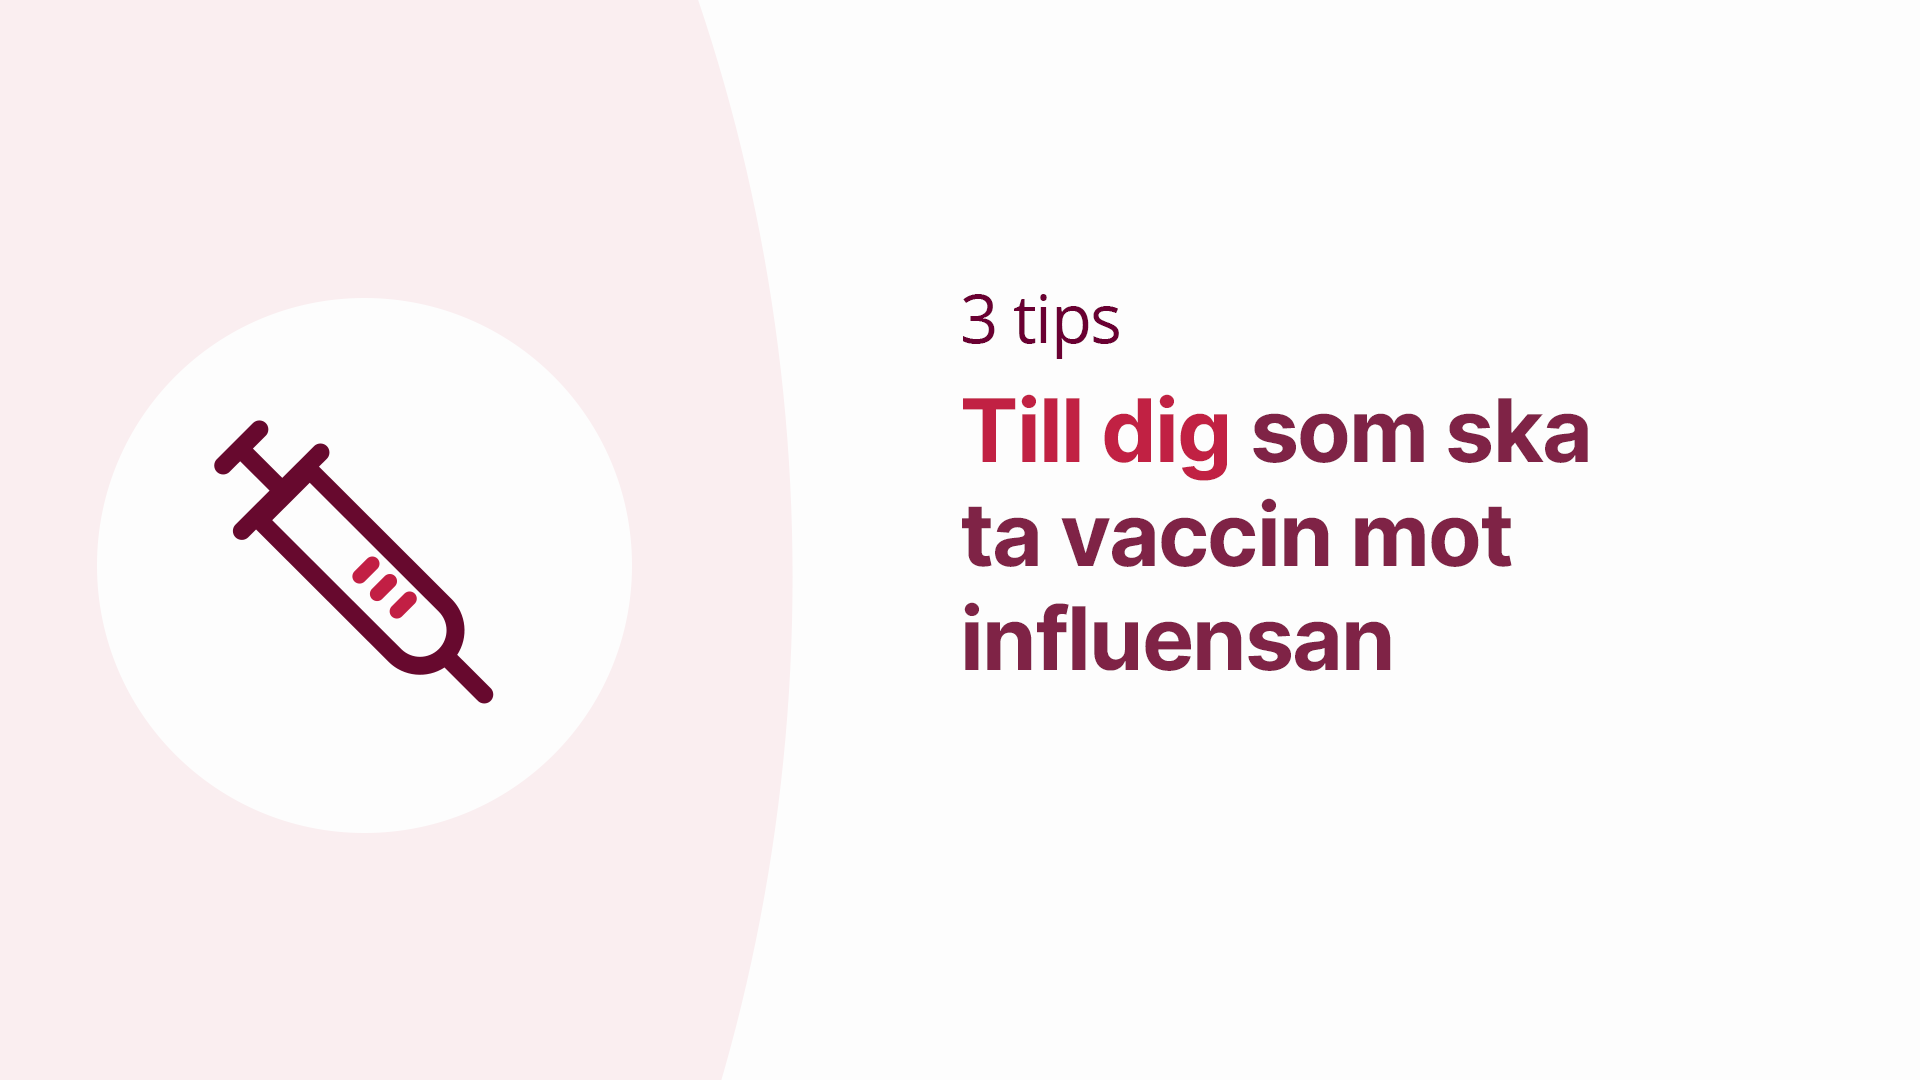 3 tips
Till dig som ska
ta vaccin mot
influensan